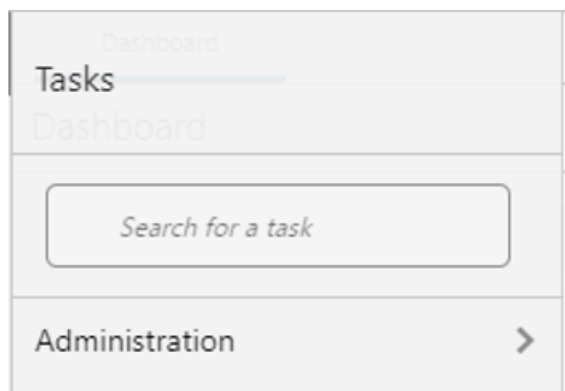 Dashboard
Tasks
Dashboard
Search for a task
Administration